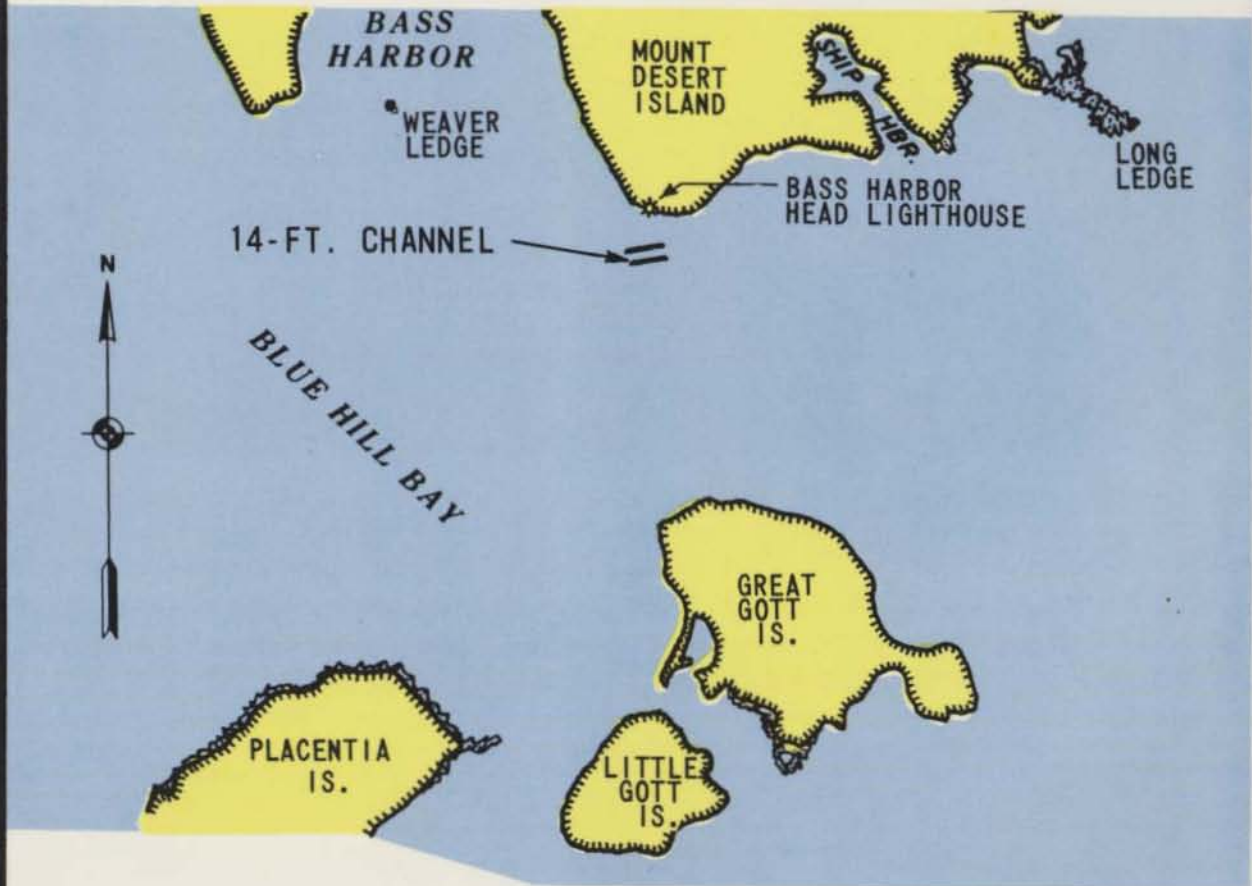 BASS
HARBOR
MOUNT
DESERT
ISLAND
SHIP
HBR.
WEAVER
LEDGE
LONG
LEDGE
BASS HARBOR
HEAD LIGHTHOUSE
14-FT. CHANNEL
N
BLUE HILL BAY
GREAT
GOTT
IS.
PLACENTIA
IS.
LITTLE
GOTT
IS.